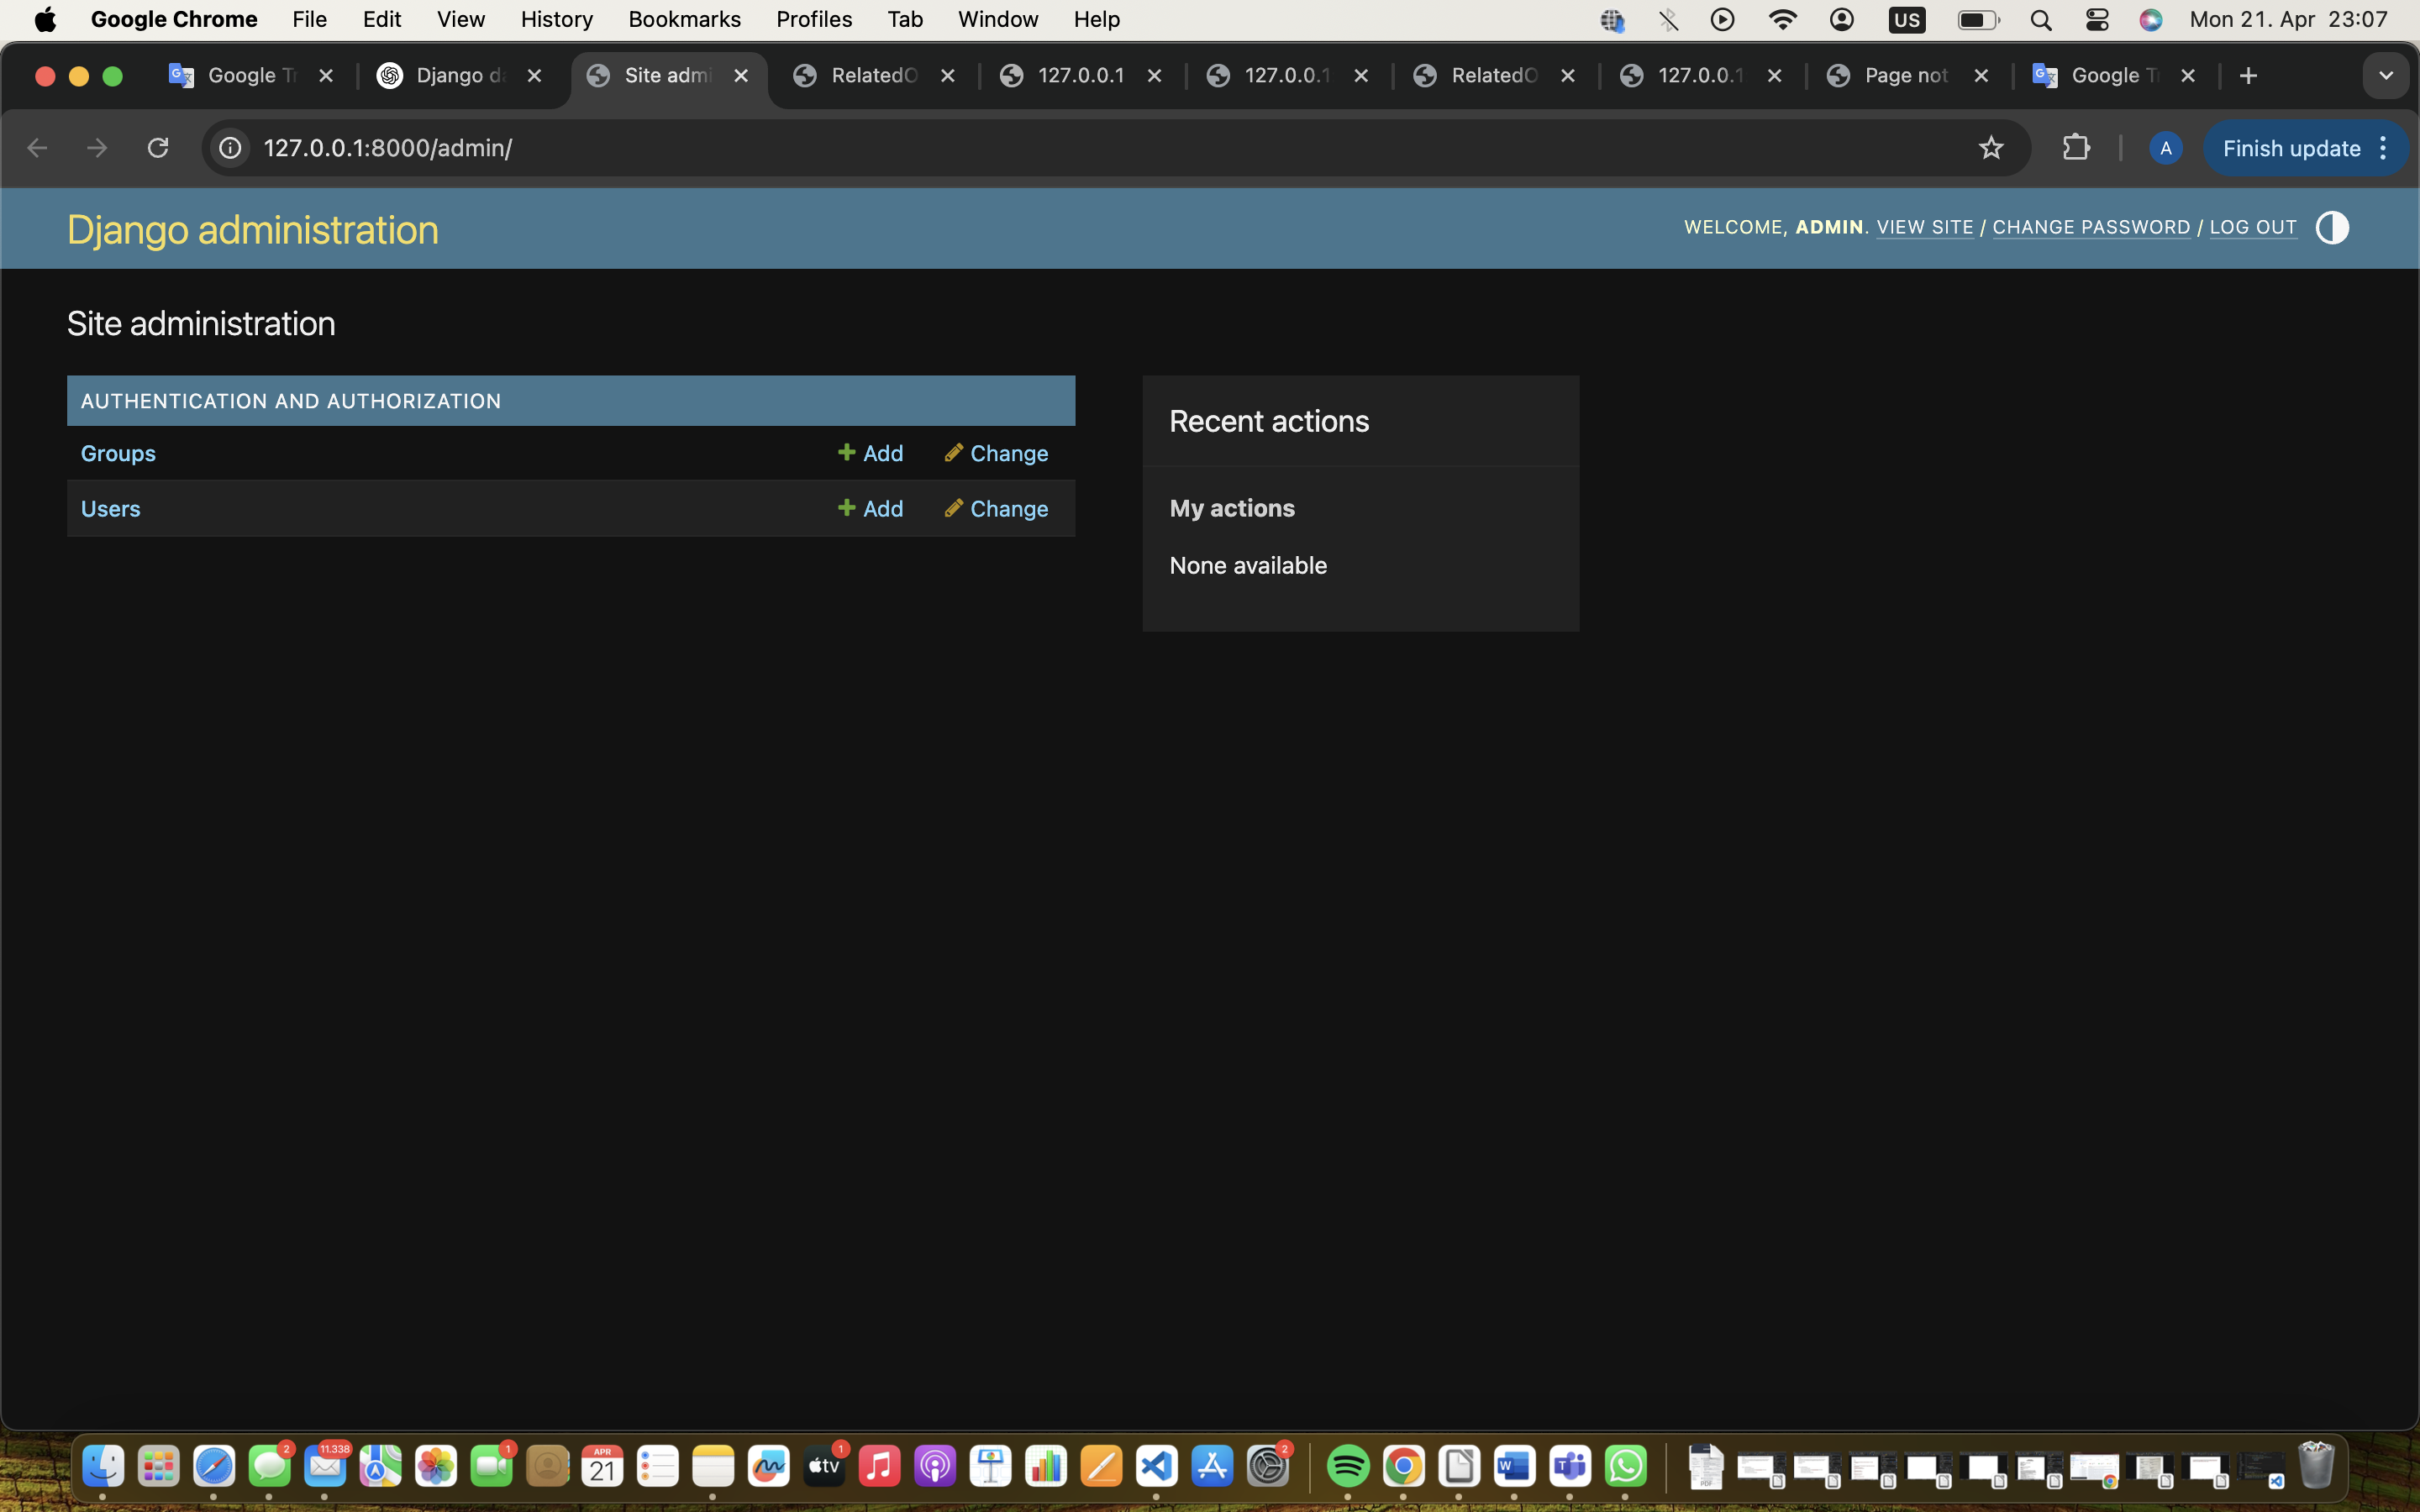 Google Chrome File Edit View History Bookmarks Profiles Tab Window Help US Mon 21. Apr 23:07
Google Tr Django da Site admi RelatedO 127.0.0.1 127.0.0.1 RelatedO 127.0.0.1 Page not Google Tr
127.0.0.1:8000/admin/ A Finish update
Django administration WELCOME, ADMIN. VIEW SITE / CHANGE PASSWORD / LOG OUT
Site administration
AUTHENTICATION AND AUTHORIZATION
Groups Add Change
Users Add Change
Recent actions
My actions
None available
2 11.338 1 APR 21 tv 1 2 W T PDF